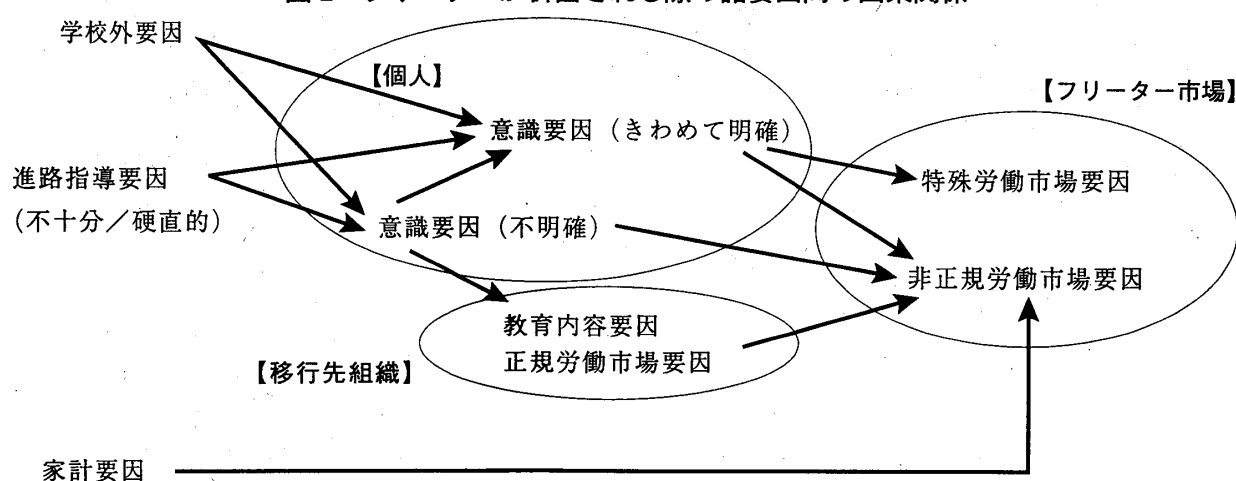 学校外要因
【個人】
【フリーター市場】
意識要因（きわめて明確）
進路指導要因
（不十分／硬直的）
特殊労働市場要因
意識要因（不明確）
非正規労働市場要因
教育内容要因
正規労働市場要因
【移行先組織】
家計要因